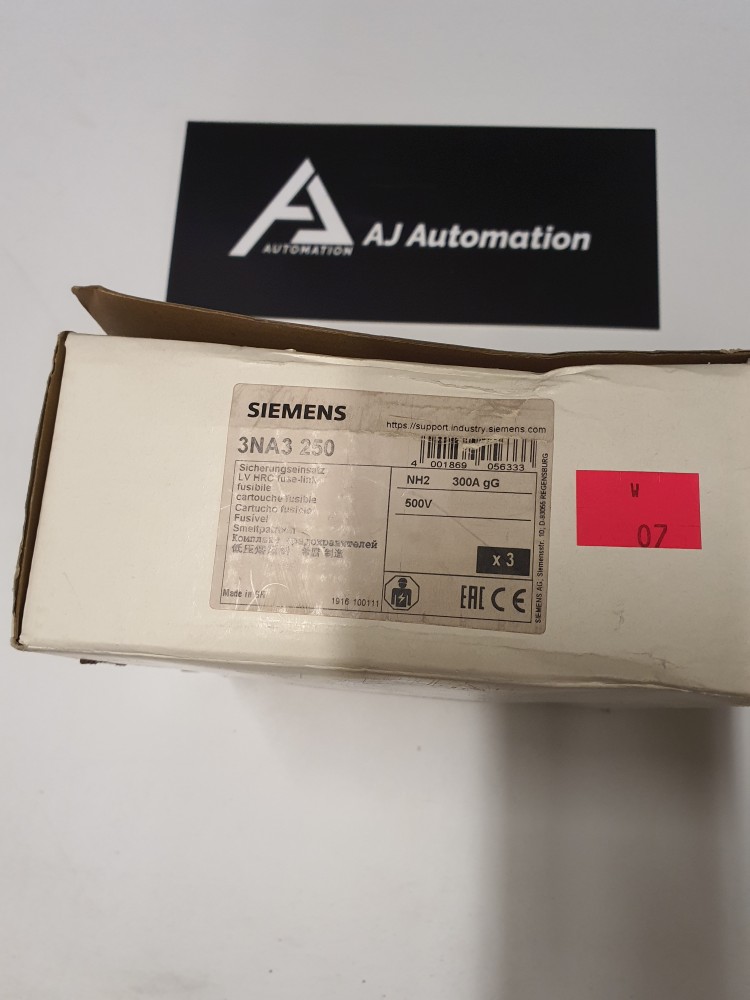 AUTOMATION
AJ Automation
SIEMENS
https://support.industry.siemens.com
3NA3 250
4 001869 056333
Sicherungseinsatz
LV HRC fuse-link
fusibile
cartouche fusible
Cartucho fusible
Fusível
NH2 300A gG
500V
x 3
Made in
1916 100111
EAC CE
SIEMENS AG, Siemensstr. 10, D-93055 REGENSBURG
W
07